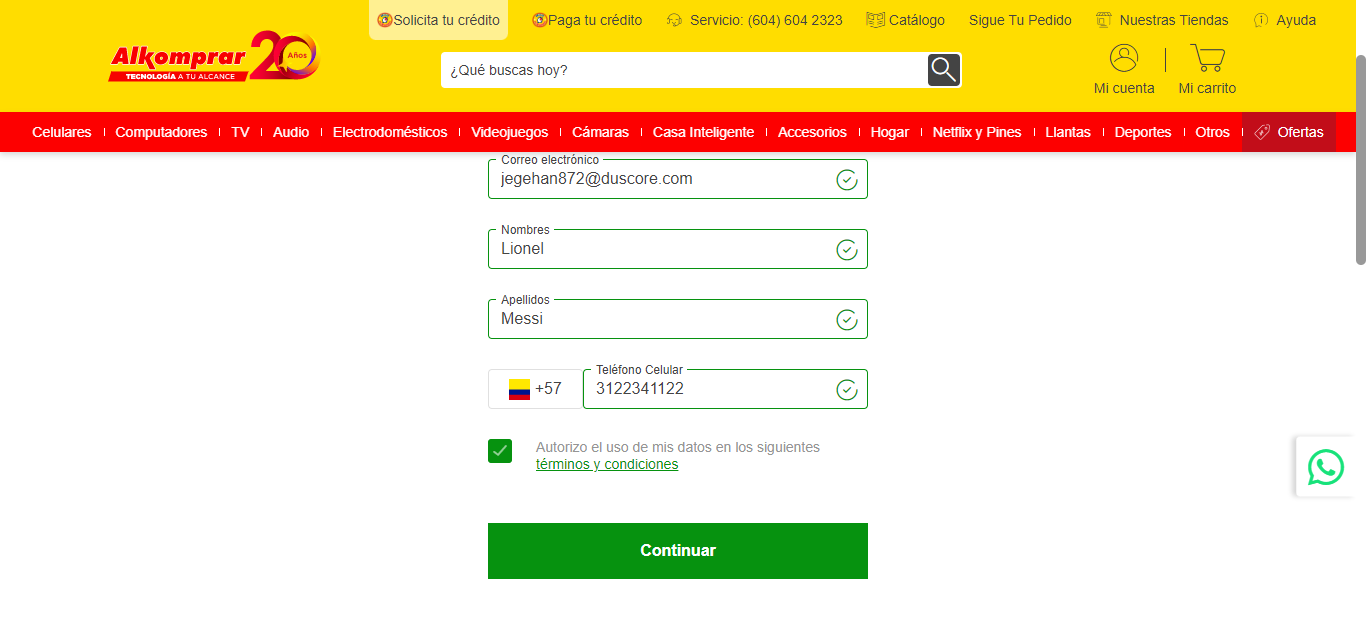 Solicita tu crédito
Paga tu crédito
Servicio: (604) 604 2323
Catálogo
Sigue Tu Pedido
Nuestras Tiendas
Ayuda
Alkomprar 20 Años
TECNOLOGÍA A TU ALCANCE
¿Qué buscas hoy?
Mi cuenta
Mi carrito
Celulares
Computadores
TV
Audio
Electrodomésticos
Videojuegos
Cámaras
Casa Inteligente
Accesorios
Hogar
Netflix y Pines
Llantas
Deportes
Otros
Ofertas
Correo electrónico
jegehan872@duscore.com
Nombres
Lionel
Apellidos
Messi
Teléfono Celular
+57 3122341122
Autorizo el uso de mis datos en los siguientes
términos y condiciones
Continuar